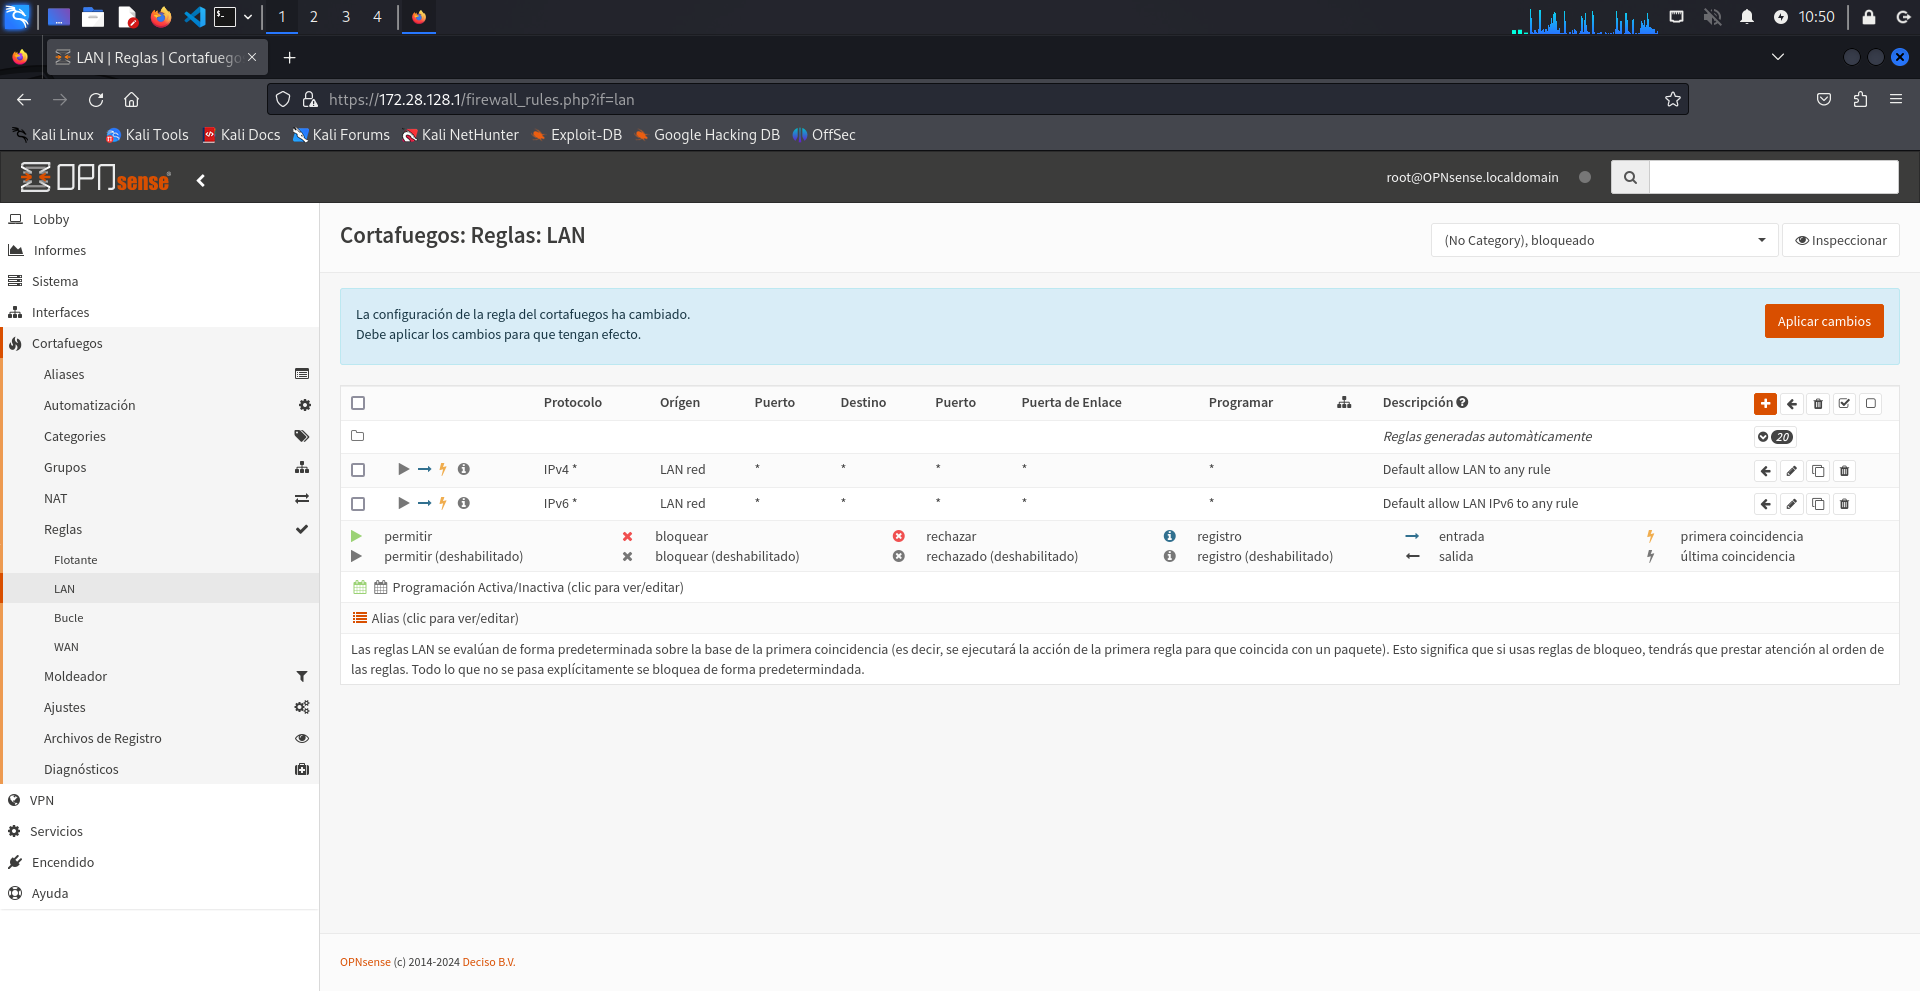 1 2 3 4 10:50
LAN | Reglas | Cortafuego
https://172.28.128.1/firewall_rules.php?if=lan
Kali Linux Kali Tools Kali Docs Kali Forums Kali NetHunter Exploit-DB Google Hacking DB OffSec
OPNsense root@OPNsense.localdomain
Lobby
Informes
Sistema
Interfaces
Cortafuegos
Aliases
Automatización
Categories
Grupos
NAT
Reglas
Flotante
LAN
Bucle
WAN
Moldeador
Ajustes
Archivos de Registro
Diagnósticos
VPN
Servicios
Encendido
Ayuda
Cortafuegos: Reglas: LAN
(No Category), bloqueado Inspeccionar
La configuración de la regla del cortafuegos ha cambiado.
Debe aplicar los cambios para que tengan efecto.
Aplicar cambios
Protocolo Orígen Puerto Destino Puerto Puerta de Enlace Programar Descripción
Reglas generadas automàticamente 20
IPv4 * LAN red * * * * * Default allow LAN to any rule
IPv6 * LAN red * * * * * Default allow LAN IPv6 to any rule
permitir bloquear rechazar registro entrada primera coincidencia
permitir (deshabilitado) bloquear (deshabilitado) rechazado (deshabilitado) registro (deshabilitado) salida última coincidencia
Programación Activa/Inactiva (clic para ver/editar)
Alias (clic para ver/editar)
Las reglas LAN se evalúan de forma predeterminada sobre la base de la primera coincidencia (es decir, se ejecutará la acción de la primera regla para que coincida con un paquete). Esto significa que si usas reglas de bloqueo, tendrás que prestar atención al orden de
las reglas. Todo lo que no se pasa explícitamente se bloquea de forma predetermindada.
OPNsense (c) 2014-2024 Deciso B.V.